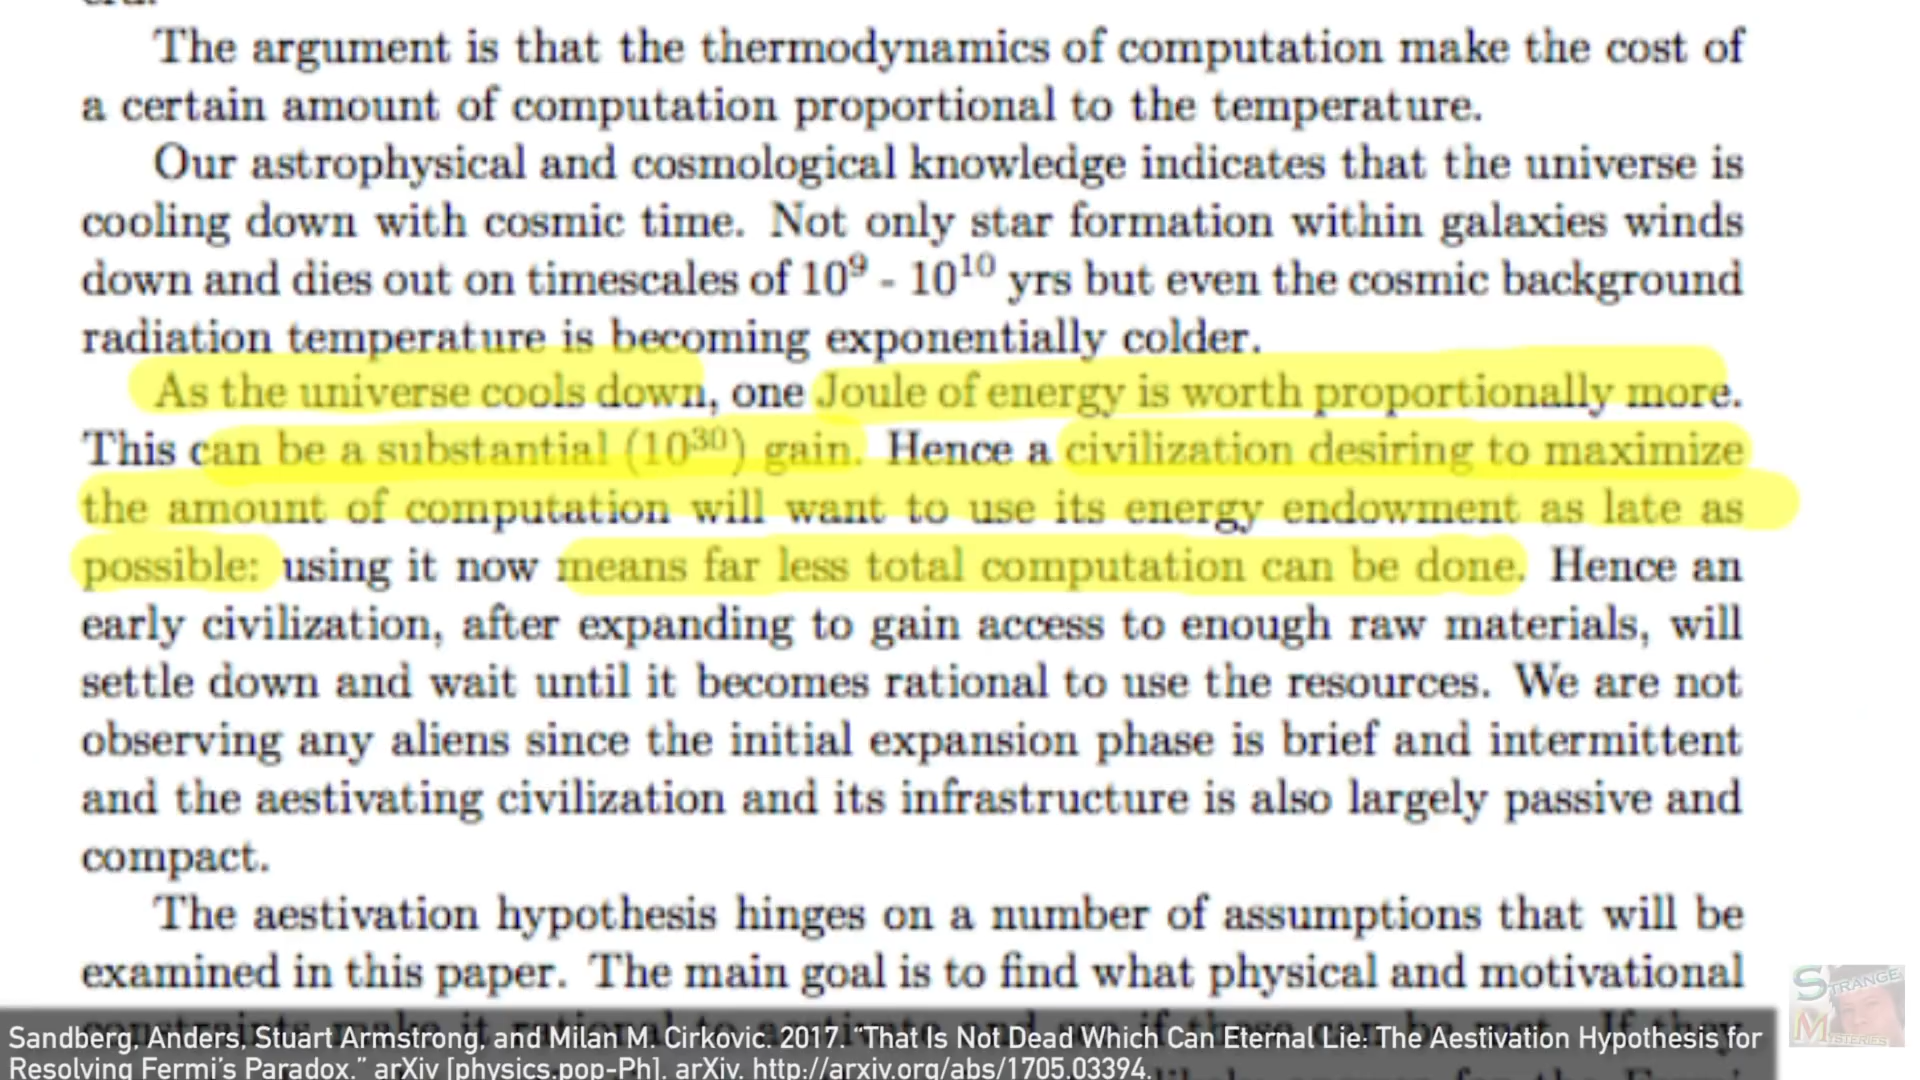 era.
The argument is that the thermodynamics of computation make the cost of
a certain amount of computation proportional to the temperature.
Our astrophysical and cosmological knowledge indicates that the universe is
cooling down with cosmic time. Not only star formation within galaxies winds
down and dies out on timescales of 10⁹ - 10¹⁰ yrs but even the cosmic background
radiation temperature is becoming exponentially colder.
As the universe cools down, one Joule of energy is worth proportionally more.
This can be a substantial (10³⁰) gain. Hence a civilization desiring to maximize
the amount of computation will want to use its energy endowment as late as
possible: using it now means far less total computation can be done. Hence an
early civilization, after expanding to gain access to enough raw materials, will
settle down and wait until it becomes rational to use the resources. We are not
observing any aliens since the initial expansion phase is brief and intermittent
and the aestivating civilization and its infrastructure is also largely passive and
compact.
The aestivation hypothesis hinges on a number of assumptions that will be
examined in this paper. The main goal is to find what physical and motivational
Sandberg, Anders, Stuart Armstrong, and Milan M. Cirkovic. 2017. “That Is Not Dead Which Can Eternal Lie: The Aestivation Hypothesis for
Resolving Fermi's Paradox.” arXiv [physics.pop-Ph]. arXiv. http://arxiv.org/abs/1705.03394.
STRANGE
MYSTERIES